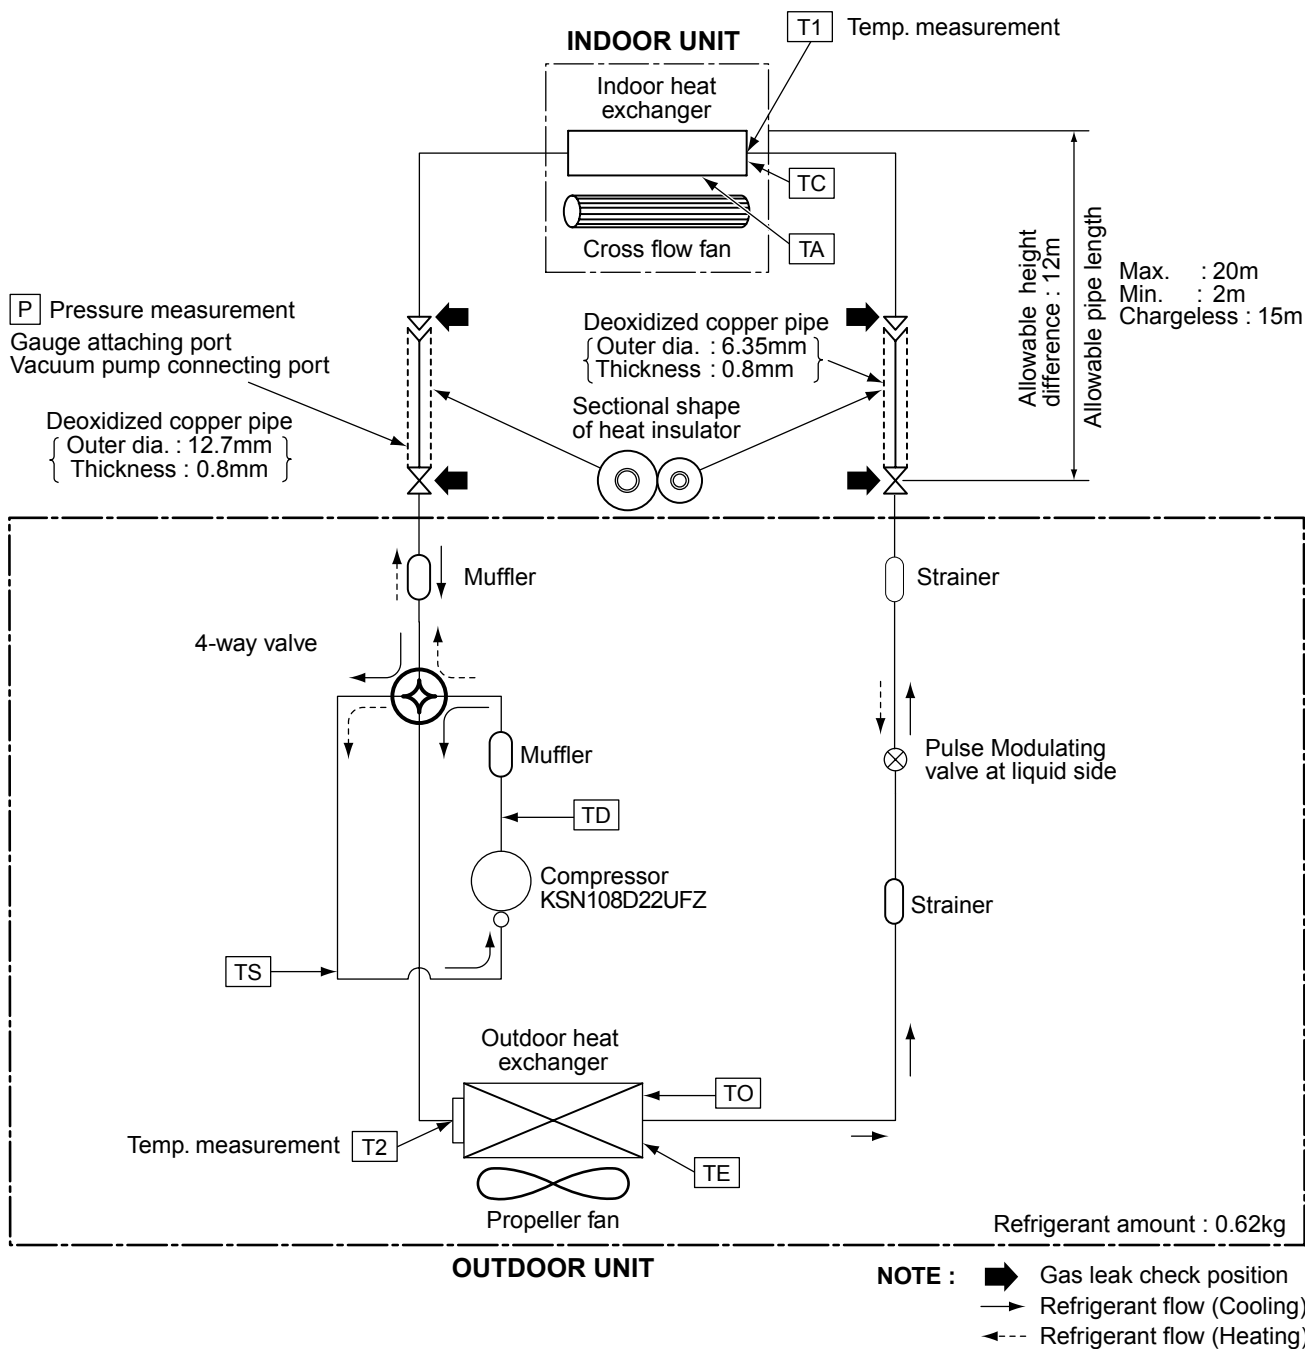 T1 Temp. measurement
INDOOR UNIT
Indoor heat
exchanger
TC
TA
Cross flow fan
Allowable height
difference : 12m
Allowable pipe length
Max. : 20m
Min. : 2m
Chargeless : 15m
P Pressure measurement
Gauge attaching port
Vacuum pump connecting port
Deoxidized copper pipe
Outer dia. : 12.7mm
Thickness : 0.8mm
Deoxidized copper pipe
Outer dia. : 6.35mm
Thickness : 0.8mm
Sectional shape
of heat insulator
Muffler
Strainer
4-way valve
Muffler
Pulse Modulating
valve at liquid side
TD
Compressor
KSN108D22UFZ
Strainer
TS
Outdoor heat
exchanger
TO
Temp. measurement T2
TE
Propeller fan
Refrigerant amount : 0.62kg
OUTDOOR UNIT
NOTE :
Gas leak check position
Refrigerant flow (Cooling)
Refrigerant flow (Heating)